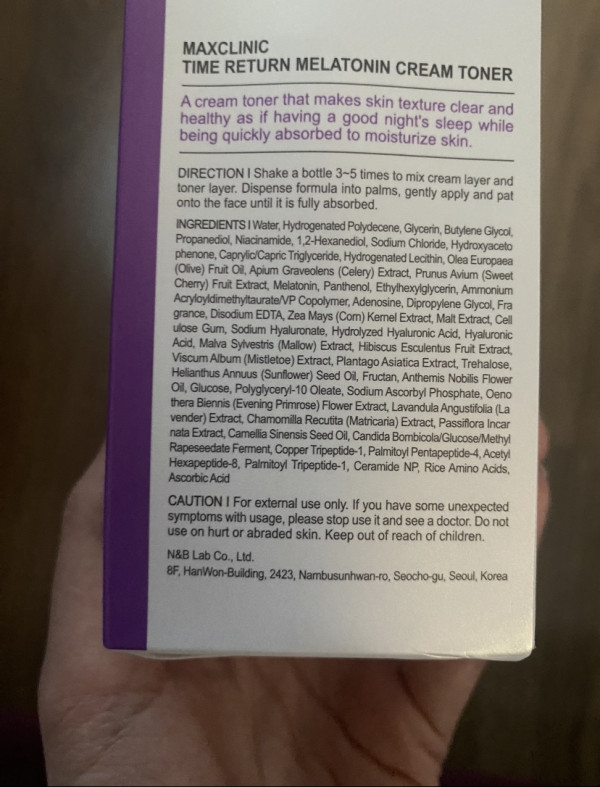 MAXCLINIC
TIME RETURN MELATONIN CREAM TONER
A cream toner that makes skin texture clear and
healthy as if having a good night's sleep while
being quickly absorbed to moisturize skin.
DIRECTION I Shake a bottle 3~5 times to mix cream layer and
toner layer. Dispense formula into palms, gently apply and pat
onto the face until it is fully absorbed.
INGREDIENTS I Water, Hydrogenated Polydecene, Glycerin, Butylene Glycol,
Propanediol, Niacinamide, 1,2-Hexanediol, Sodium Chloride, Hydroxyaceto
phenone, Caprylic/Capric Triglyceride, Hydrogenated Lecithin, Olea Europaea
(Olive) Fruit Oil, Apium Graveolens (Celery) Extract, Prunus Avium (Sweet
Cherry) Fruit Extract, Melatonin, Panthenol, Ethylhexylglycerin, Ammonium
Acryloyldimethyltaurate/VP Copolymer, Adenosine, Dipropylene Glycol, Fra
grance, Disodium EDTA, Zea Mays (Corn) Kernel Extract, Malt Extract, Cell
ulose Gum, Sodium Hyaluronate, Hydrolyzed Hyaluronic Acid, Hyaluronic
Acid, Malva Sylvestris (Mallow) Extract, Hibiscus Esculentus Fruit Extract,
Viscum Album (Mistletoe) Extract, Plantago Asiatica Extract, Trehalose,
Helianthus Annuus (Sunflower) Seed Oil, Fructan, Anthemis Nobilis Flower
Oil, Glucose, Polyglyceryl-10 Oleate, Sodium Ascorbyl Phosphate, Oeno
thera Biennis (Evening Primrose) Flower Extract, Lavandula Angustifolia (La
vender) Extract, Chamomilla Recutita (Matricaria) Extract, Passiflora Incar
nata Extract, Camellia Sinensis Seed Oil, Candida Bombicola/Glucose/Methyl
Rapeseedate Ferment, Copper Tripeptide-1, Palmitoyl Pentapeptide-4, Acetyl
Hexapeptide-8, Palmitoyl Tripeptide-1, Ceramide NP, Rice Amino Acids,
Ascorbic Acid
CAUTION I For external use only. If you have some unexpected
symptoms with usage, please stop use it and see a doctor. Do not
use on hurt or abraded skin. Keep out of reach of children.
N&B Lab Co., Ltd.
8F, HanWon-Building, 2423, Nambusunhwan-ro, Seocho-gu, Seoul, Korea